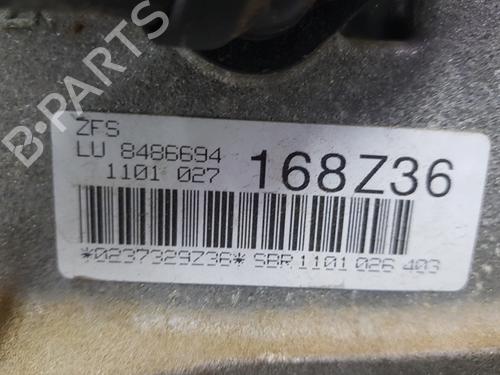 B-PARTS
ZFS
LU 8486694
1101 027
168Z36
*0237329Z36* SBR 1101 026 403